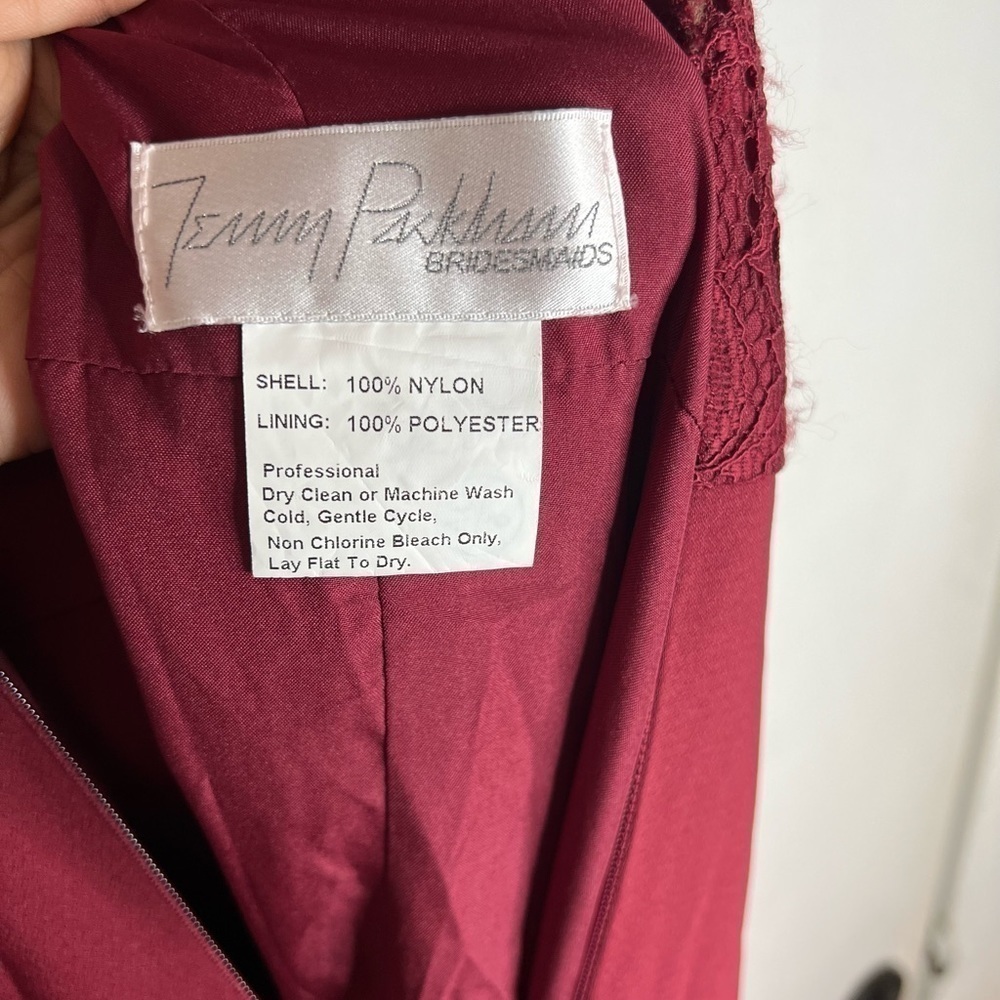 Jenny Packham
BRIDESMAIDS
SHELL: 100% NYLON
LINING: 100% POLYESTER
Professional
Dry Clean or Machine Wash
Cold, Gentle Cycle,
Non Chlorine Bleach Only,
Lay Flat To Dry.